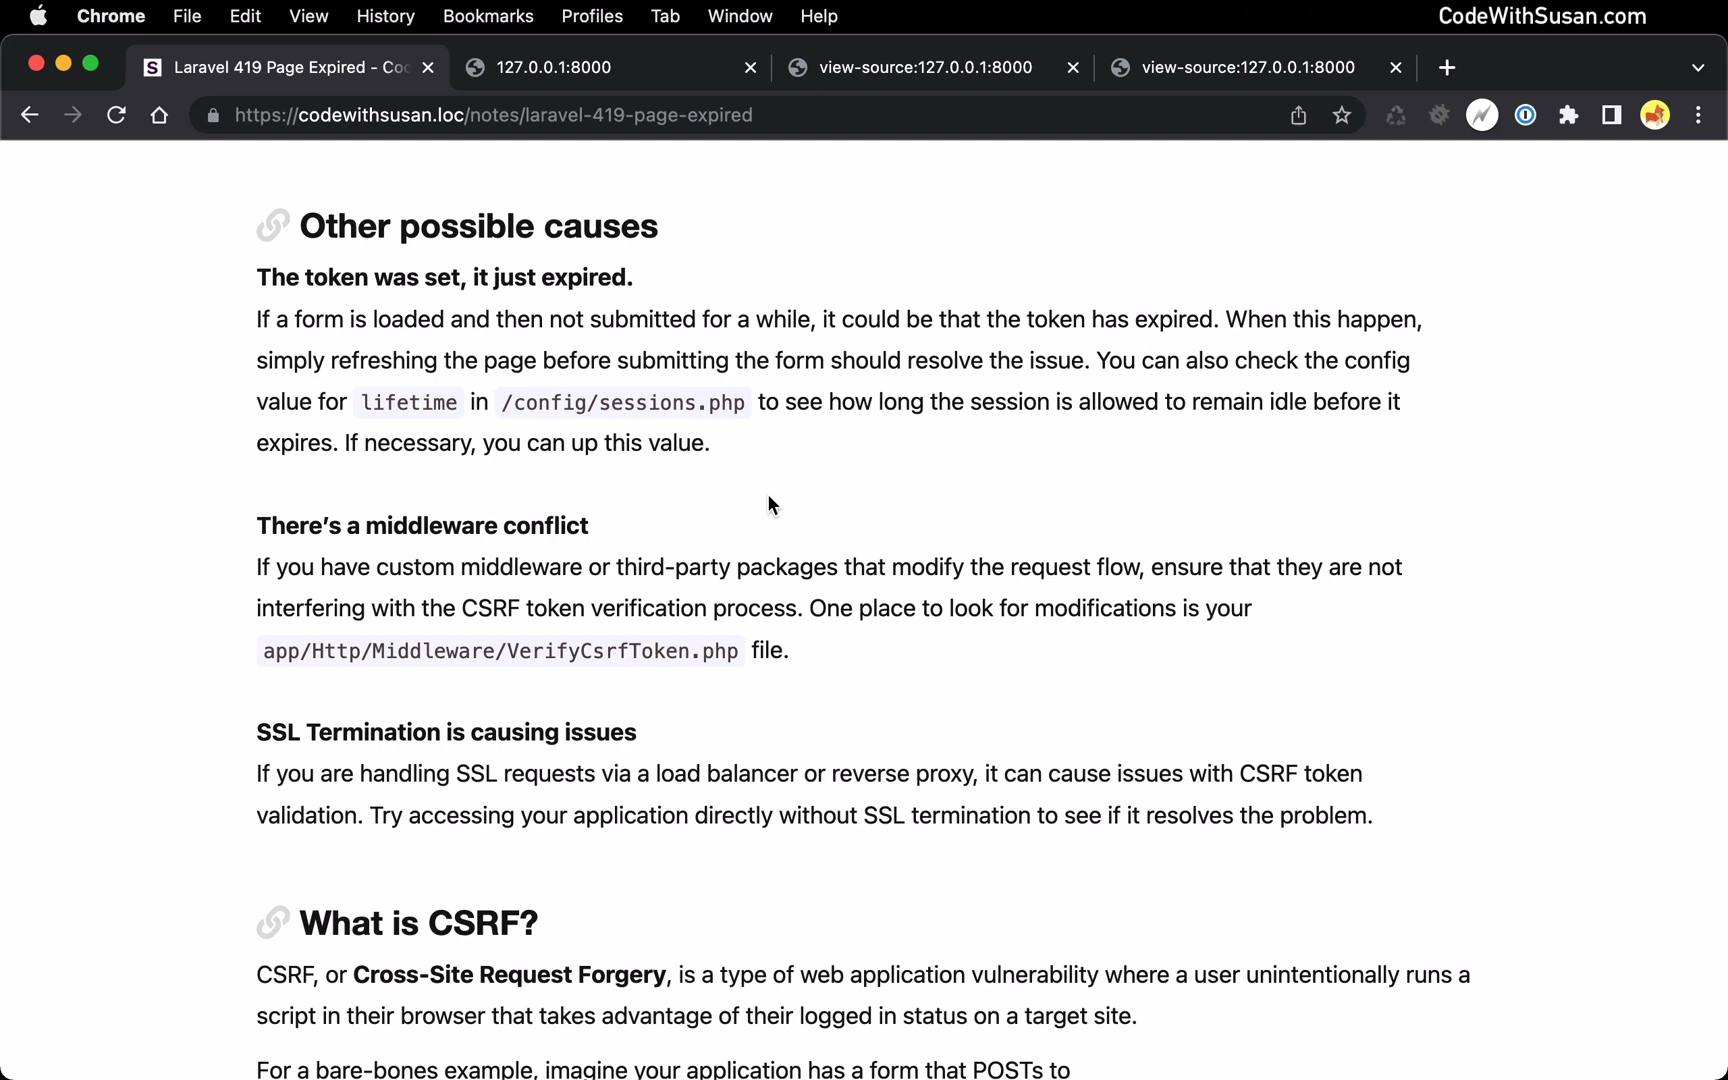 Chrome File Edit View History Bookmarks Profiles Tab Window Help CodeWithSusan.com
S Laravel 419 Page Expired - Coc 127.0.0.1:8000 view-source:127.0.0.1:8000 view-source:127.0.0.1:8000
https://codewithsusan.loc/notes/laravel-419-page-expired
Other possible causes
The token was set, it just expired.
If a form is loaded and then not submitted for a while, it could be that the token has expired. When this happen,
simply refreshing the page before submitting the form should resolve the issue. You can also check the config
value for lifetime in /config/sessions.php to see how long the session is allowed to remain idle before it
expires. If necessary, you can up this value.
There’s a middleware conflict
If you have custom middleware or third-party packages that modify the request flow, ensure that they are not
interfering with the CSRF token verification process. One place to look for modifications is your
app/Http/Middleware/VerifyCsrfToken.php file.
SSL Termination is causing issues
If you are handling SSL requests via a load balancer or reverse proxy, it can cause issues with CSRF token
validation. Try accessing your application directly without SSL termination to see if it resolves the problem.
What is CSRF?
CSRF, or Cross-Site Request Forgery, is a type of web application vulnerability where a user unintentionally runs a
script in their browser that takes advantage of their logged in status on a target site.
For a bare-bones example, imagine your application has a form that POSTs to